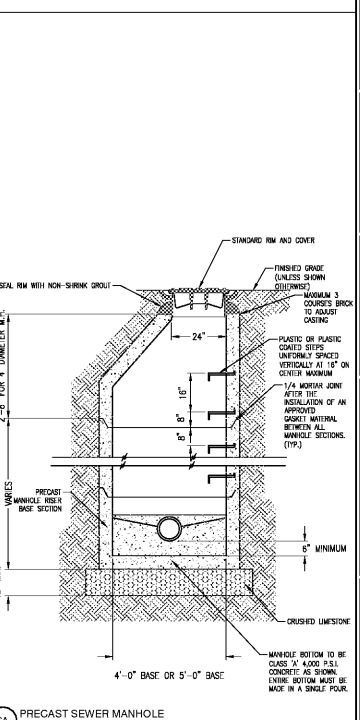 STANDARD RIM AND COVER
FINISHED GRADE
(UNLESS SHOWN
OTHERWISE)
SEAL RIM WITH NON-SHRINK GROUT
MAXIMUM 3
COURSES BRICK
TO ADJUST
CASTING
24"
PLASTIC OR PLASTIC
COATED STEPS
UNIFORMLY SPACED
VERTICALLY AT 16" ON
CENTER MAXIMUM
16"
8"
8"
1/4 MORTAR JOINT
AFTER THE
INSTALLATION OF AN
APPROVED
GASKET MATERIAL
BETWEEN ALL
MANHOLE SECTIONS.
(TYP.)
FOR 4' DIAMETER M.H.
VARIES
PRECAST
MANHOLE RISER
BASE SECTION
6" MINIMUM
CRUSHED LIMESTONE
MANHOLE BOTTOM TO BE
CLASS 'A' 4,000 P.S.I.
CONCRETE AS SHOWN.
ENTIRE BOTTOM MUST BE
MADE IN A SINGLE POUR.
4'-0" BASE OR 5'-0" BASE
PRECAST SEWER MANHOLE